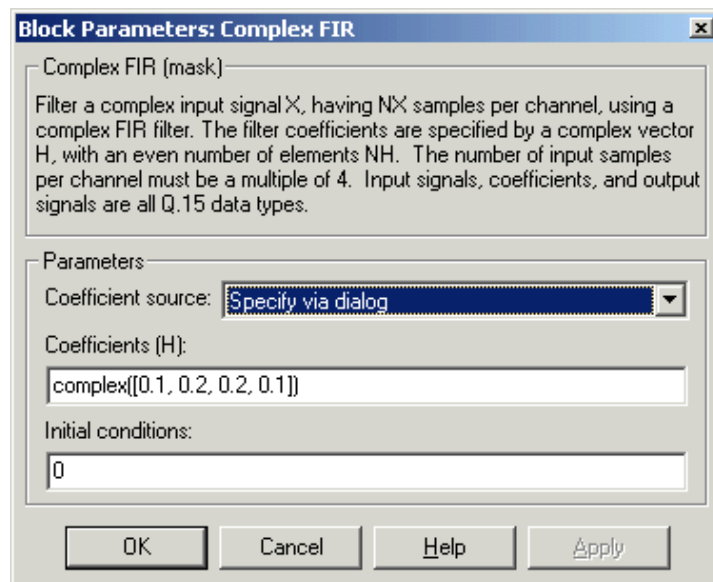 Block Parameters: Complex FIR
Complex FIR (mask)
Filter a complex input signal X, having NX samples per channel, using a
complex FIR filter. The filter coefficients are specified by a complex vector
H, with an even number of elements NH.  The number of input samples
per channel must be a multiple of 4.  Input signals, coefficients, and output
signals are all Q.15 data types.
Parameters
Coefficient source: Specify via dialog
Coefficients (H):
complex([0.1, 0.2, 0.2, 0.1])
Initial conditions:
0
OK Cancel Help Apply